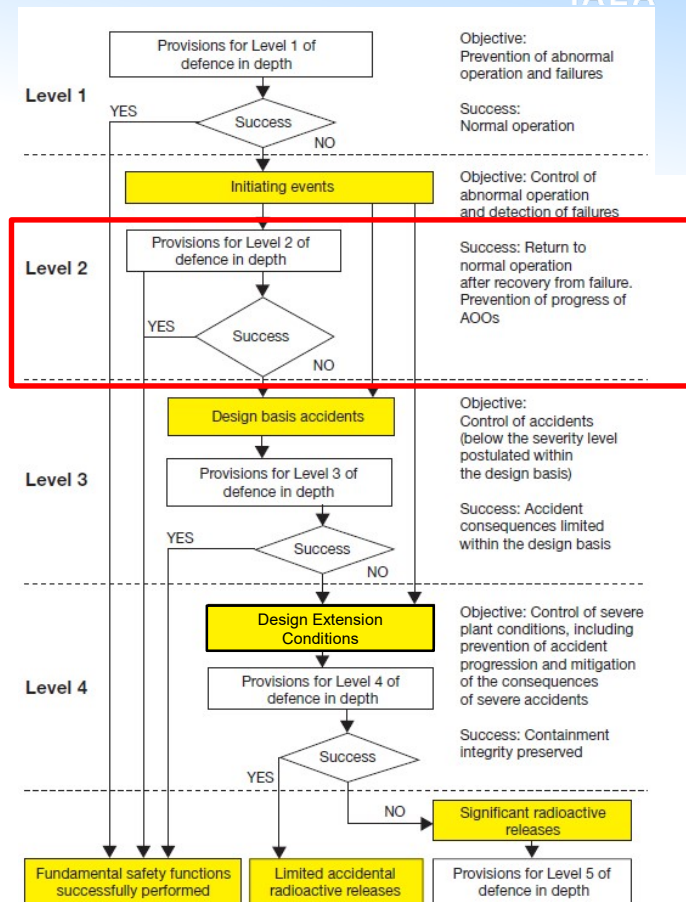 IAEA
Provisions for Level 1 of
defence in depth
Objective:
Prevention of abnormal
operation and failures
Level 1
Success:
Normal operation
YES
Success
NO
Initiating events
Objective: Control of
abnormal operation
and detection of failures
Provisions for Level 2 of
defence in depth
Level 2
Success: Return to
normal operation
after recovery from failure.
Prevention of progress of
AOOs
YES
Success
NO
Design basis accidents
Objective:
Control of accidents
(below the severity level
postulated within
the design basis)
Level 3
Provisions for Level 3 of
defence in depth
Success: Accident
consequences limited
within the design basis
YES
Success
NO
Design Extension
Conditions
Objective: Control of severe
plant conditions, including
prevention of accident
progression and mitigation
of the consequences
of severe accidents
Level 4
Provisions for Level 4 of
defence in depth
Success: Containment
integrity preserved
Success
YES
NO
Significant radioactive
releases
Fundamental safety functions
successfully performed
Limited accidental
radioactive releases
Provisions for Level 5 of
defence in depth